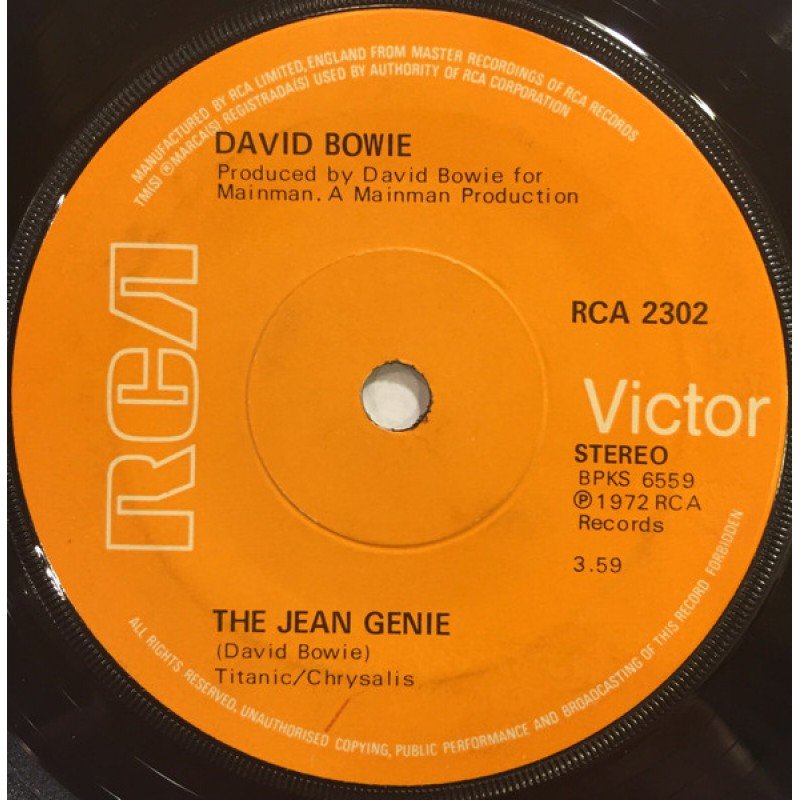 MANUFACTURED BY RCA LIMITED, ENGLAND FROM MASTER RECORDINGS OF RCA RECORDS
TM(S) ® MARCA(S) REGISTRADA(S) USED BY AUTHORITY OF RCA CORPORATION
DAVID BOWIE
Produced by David Bowie for
Mainman. A Mainman Production
RCA
RCA 2302
Victor
STEREO
BPKS 6559
℗ 1972 RCA
Records
3.59
THE JEAN GENIE
(David Bowie)
Titanic/Chrysalis
ALL RIGHTS RESERVED, UNAUTHORISED COPYING, PUBLIC PERFORMANCE AND BROADCASTING OF THIS RECORD FORBIDDEN